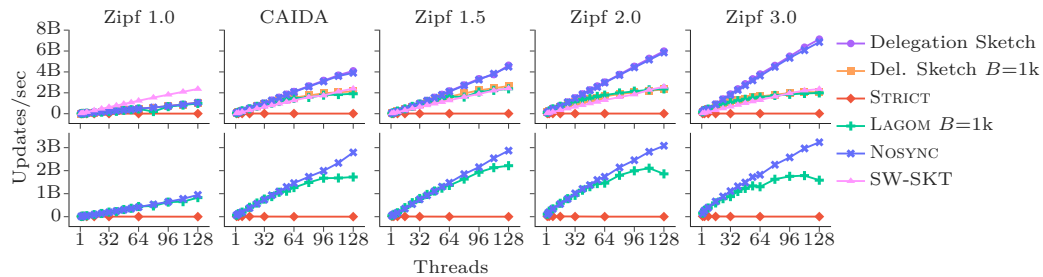 Zipf 1.0 CAIDA Zipf 1.5 Zipf 2.0 Zipf 3.0
8B
6B
4B
2B
0
3B
2B
1B
0
Updates/sec
1 32 64 96 128 1 32 64 96 128 1 32 64 96 128 1 32 64 96 128 1 32 64 96 128
Threads
Delegation Sketch
Del. Sketch B=1k
STRICT
LAGOM B=1k
NOSYNC
SW-SKT